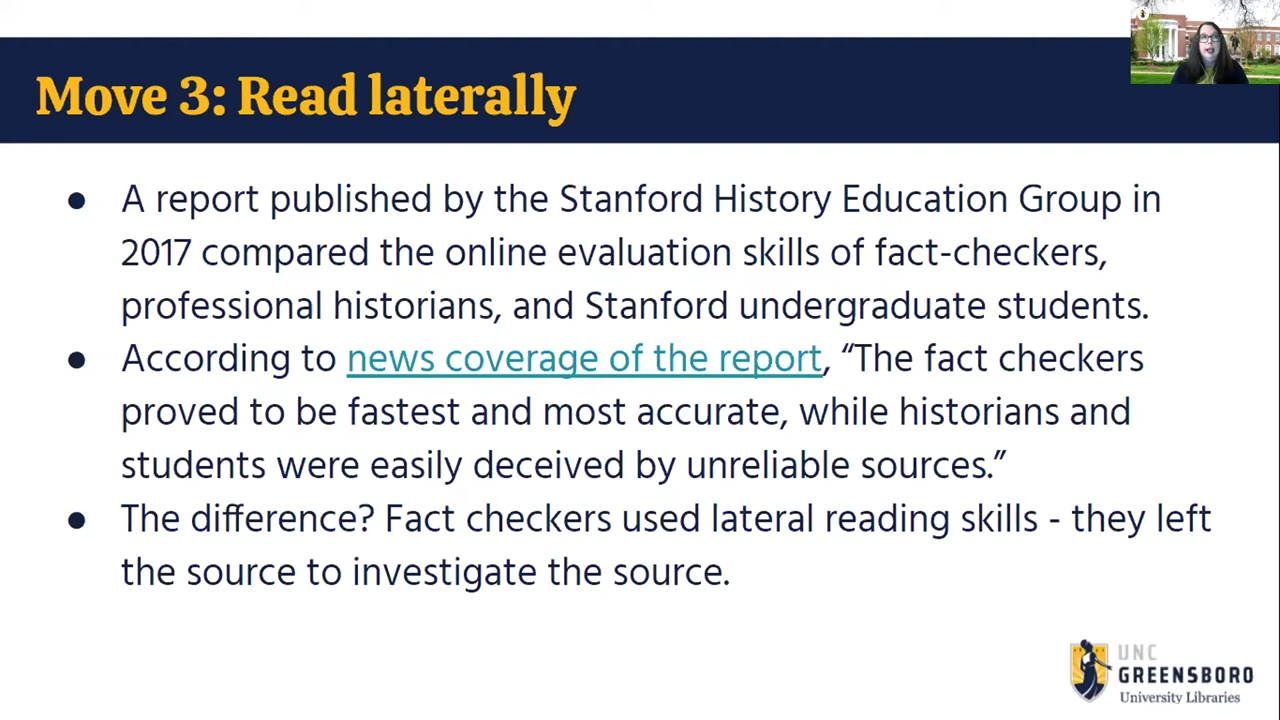 Move 3: Read laterally
● A report published by the Stanford History Education Group in
2017 compared the online evaluation skills of fact-checkers,
professional historians, and Stanford undergraduate students.
● According to news coverage of the report, “The fact checkers
proved to be fastest and most accurate, while historians and
students were easily deceived by unreliable sources.”
● The difference? Fact checkers used lateral reading skills - they left
the source to investigate the source.
UNC
GREENSBORO
University Libraries